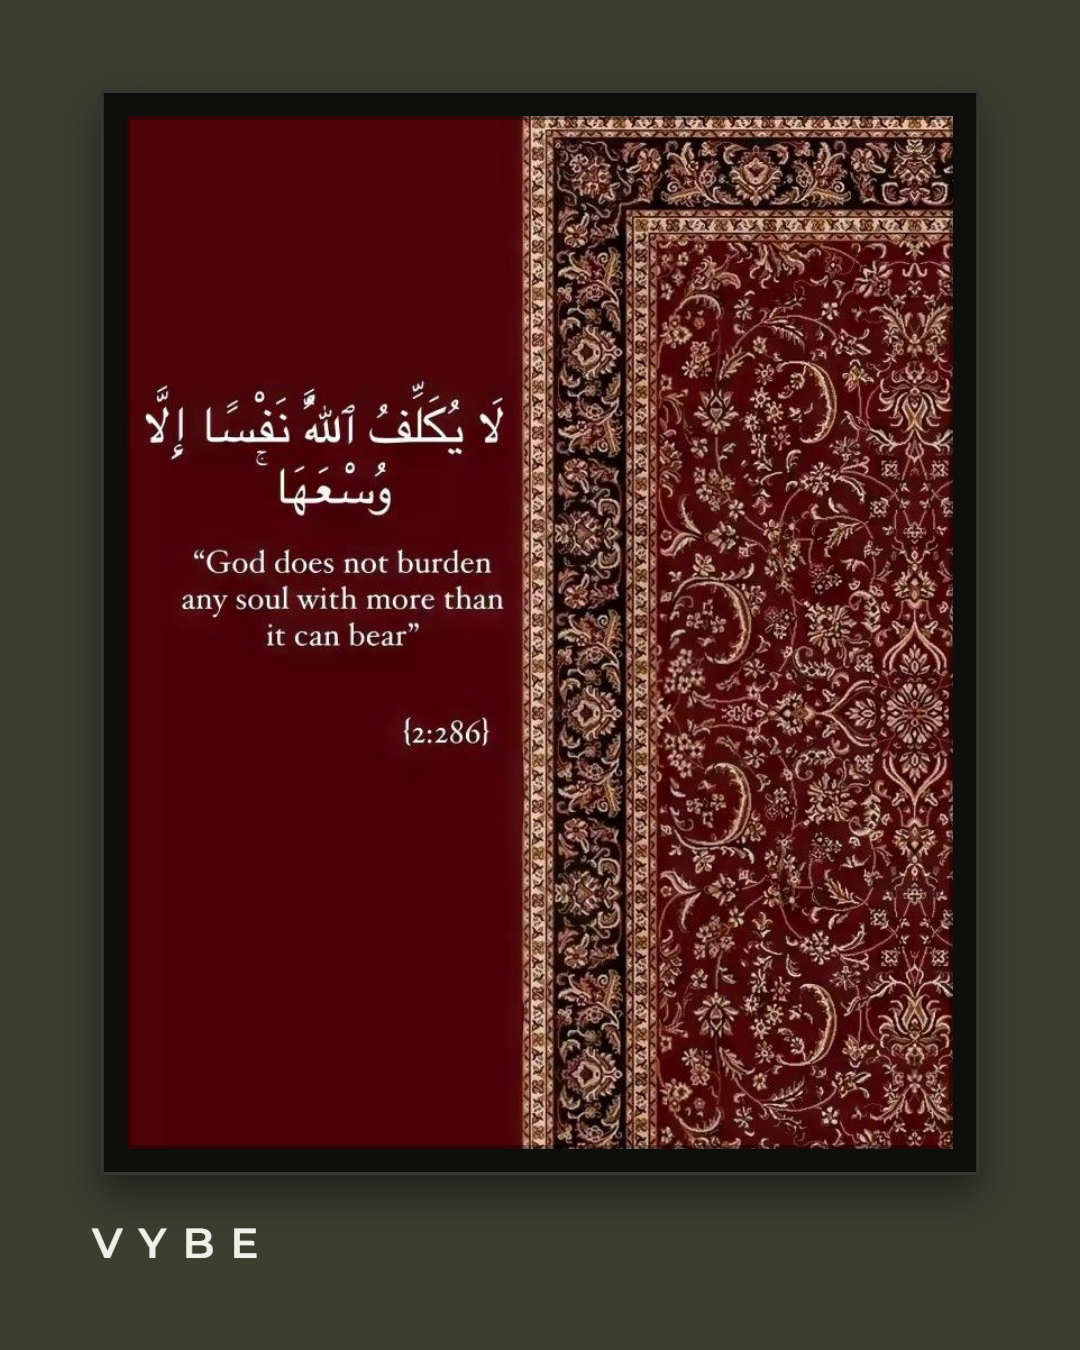 لَا يُكَلِّفُ ٱللَّهُ نَفْسًا إِلَّا
وُسْعَهَا ۚ
“God does not burden
any soul with more than
it can bear”
{2:286}
VYBE